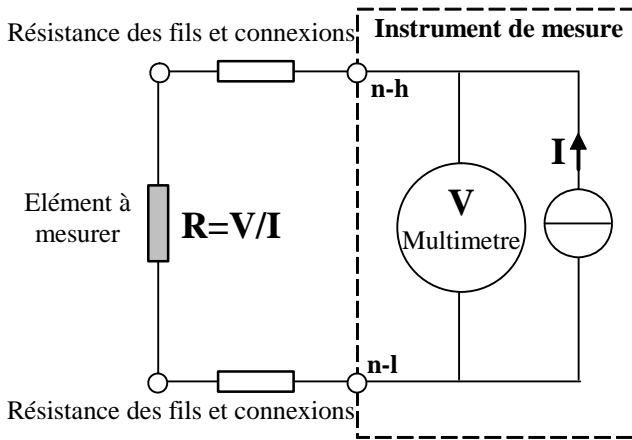 Résistance des fils et connexions
Instrument de mesure
n-h
I
Elément à
mesurer
R=V/I
V
Multimetre
n-l
Résistance des fils et connexions